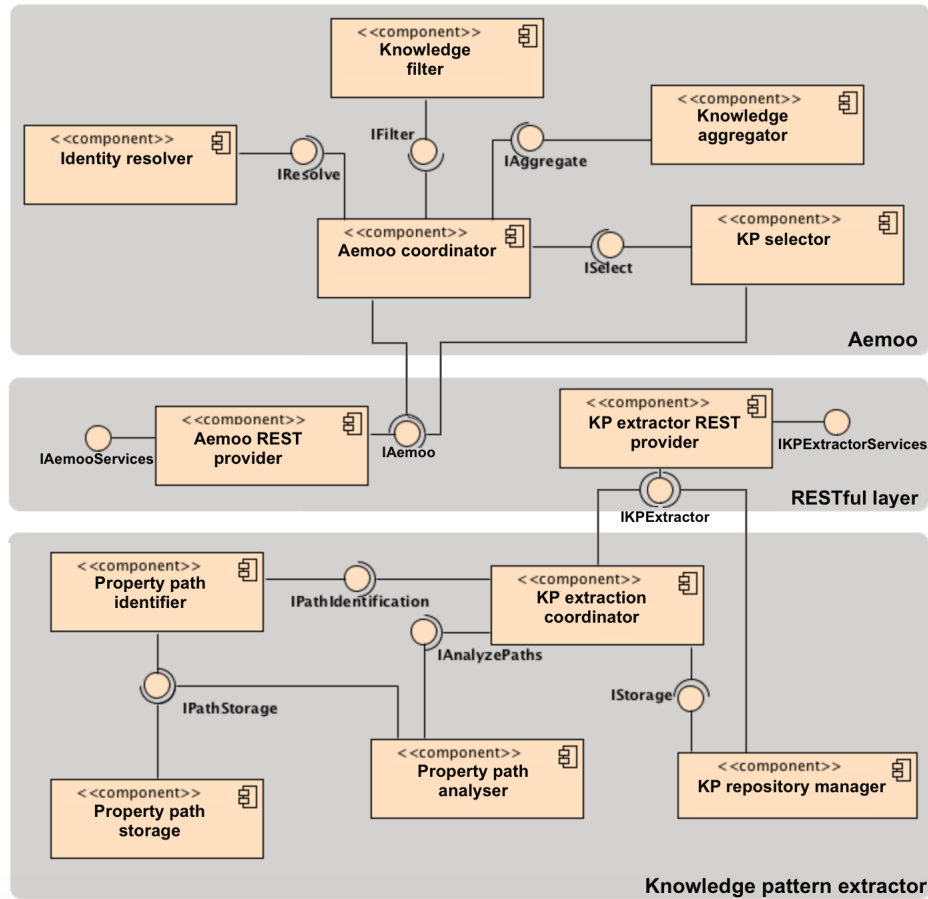 <<component>>
Knowledge
filter
<<component>>
Knowledge
aggregator
<<component>>
Identity resolver
IFilter
IResolve
IAggregate
<<component>>
Aemoo coordinator
<<component>>
KP selector
ISelect
Aemoo
<<component>>
Aemoo REST
provider
IAemooServices
IAemoo
<<component>>
KP extractor REST
provider
IKPExtractorServices
IKPExtractor
RESTful layer
<<component>>
Property path
identifier
IPathIdentification
<<component>>
KP extraction
coordinator
IAnalyzePaths
IPathStorage
IStorage
<<component>>
Property path
analyser
<<component>>
KP repository manager
<<component>>
Property path
storage
Knowledge pattern extractor